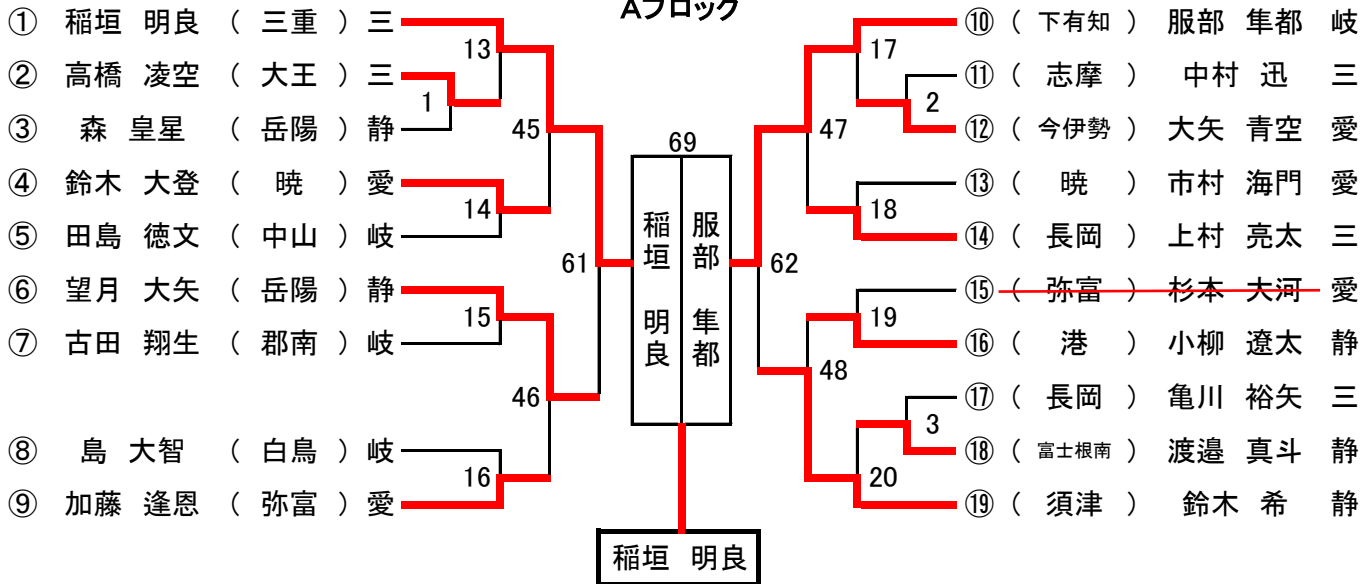 Aブロック
① 稲垣 明良 ( 三重 ) 三
② 高橋 凌空 ( 大王 ) 三
③ 森 皇星 ( 岳陽 ) 静
④ 鈴木 大登 ( 暁 ) 愛
⑤ 田島 徳文 ( 中山 ) 岐
⑥ 望月 大矢 ( 岳陽 ) 静
⑦ 古田 翔生 ( 郡南 ) 岐
⑧ 島 大智 ( 白鳥 ) 岐
⑨ 加藤 逢恩 ( 弥富 ) 愛
13
1
45
14
61
15
46
16
69
稲垣 明良
服部 隼都
稲垣 明良
17
2
47
18
62
19
48
3
20
⑩ ( 下有知 ) 服部 隼都 岐
⑪ ( 志摩 ) 中村 迅 三
⑫ ( 今伊勢 ) 大矢 青空 愛
⑬ ( 暁 ) 市村 海門 愛
⑭ ( 長岡 ) 上村 亮太 三
⑮ ( 弥富 ) 杉本 大河 愛
⑯ ( 港 ) 小柳 遼太 静
⑰ ( 長岡 ) 亀川 裕矢 三
⑱ ( 富士根南 ) 渡邉 真斗 静
⑲ ( 須津 ) 鈴木 希 静